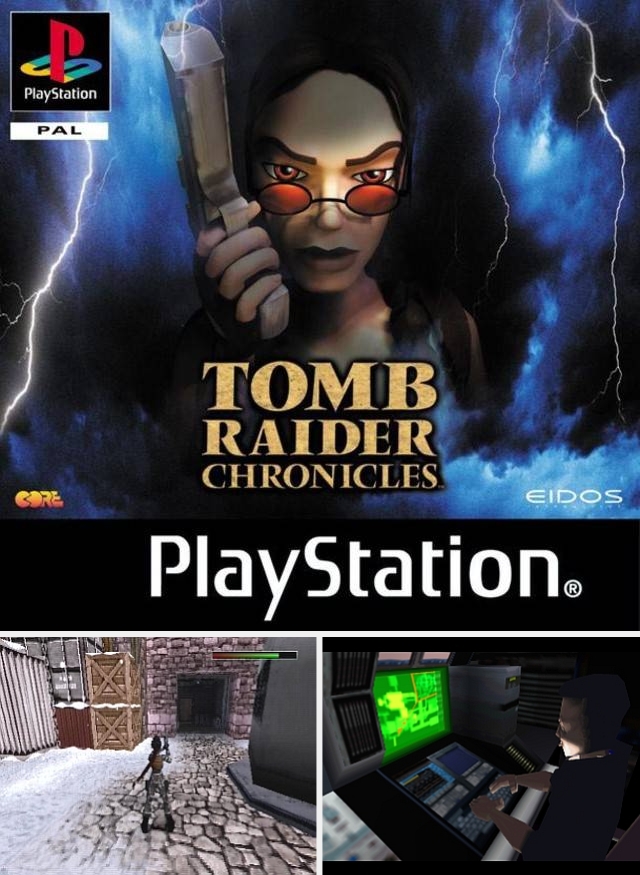 PlayStation
PAL
TOMB
RAIDER
CHRONICLES
CORE
EIDOS
PlayStation®